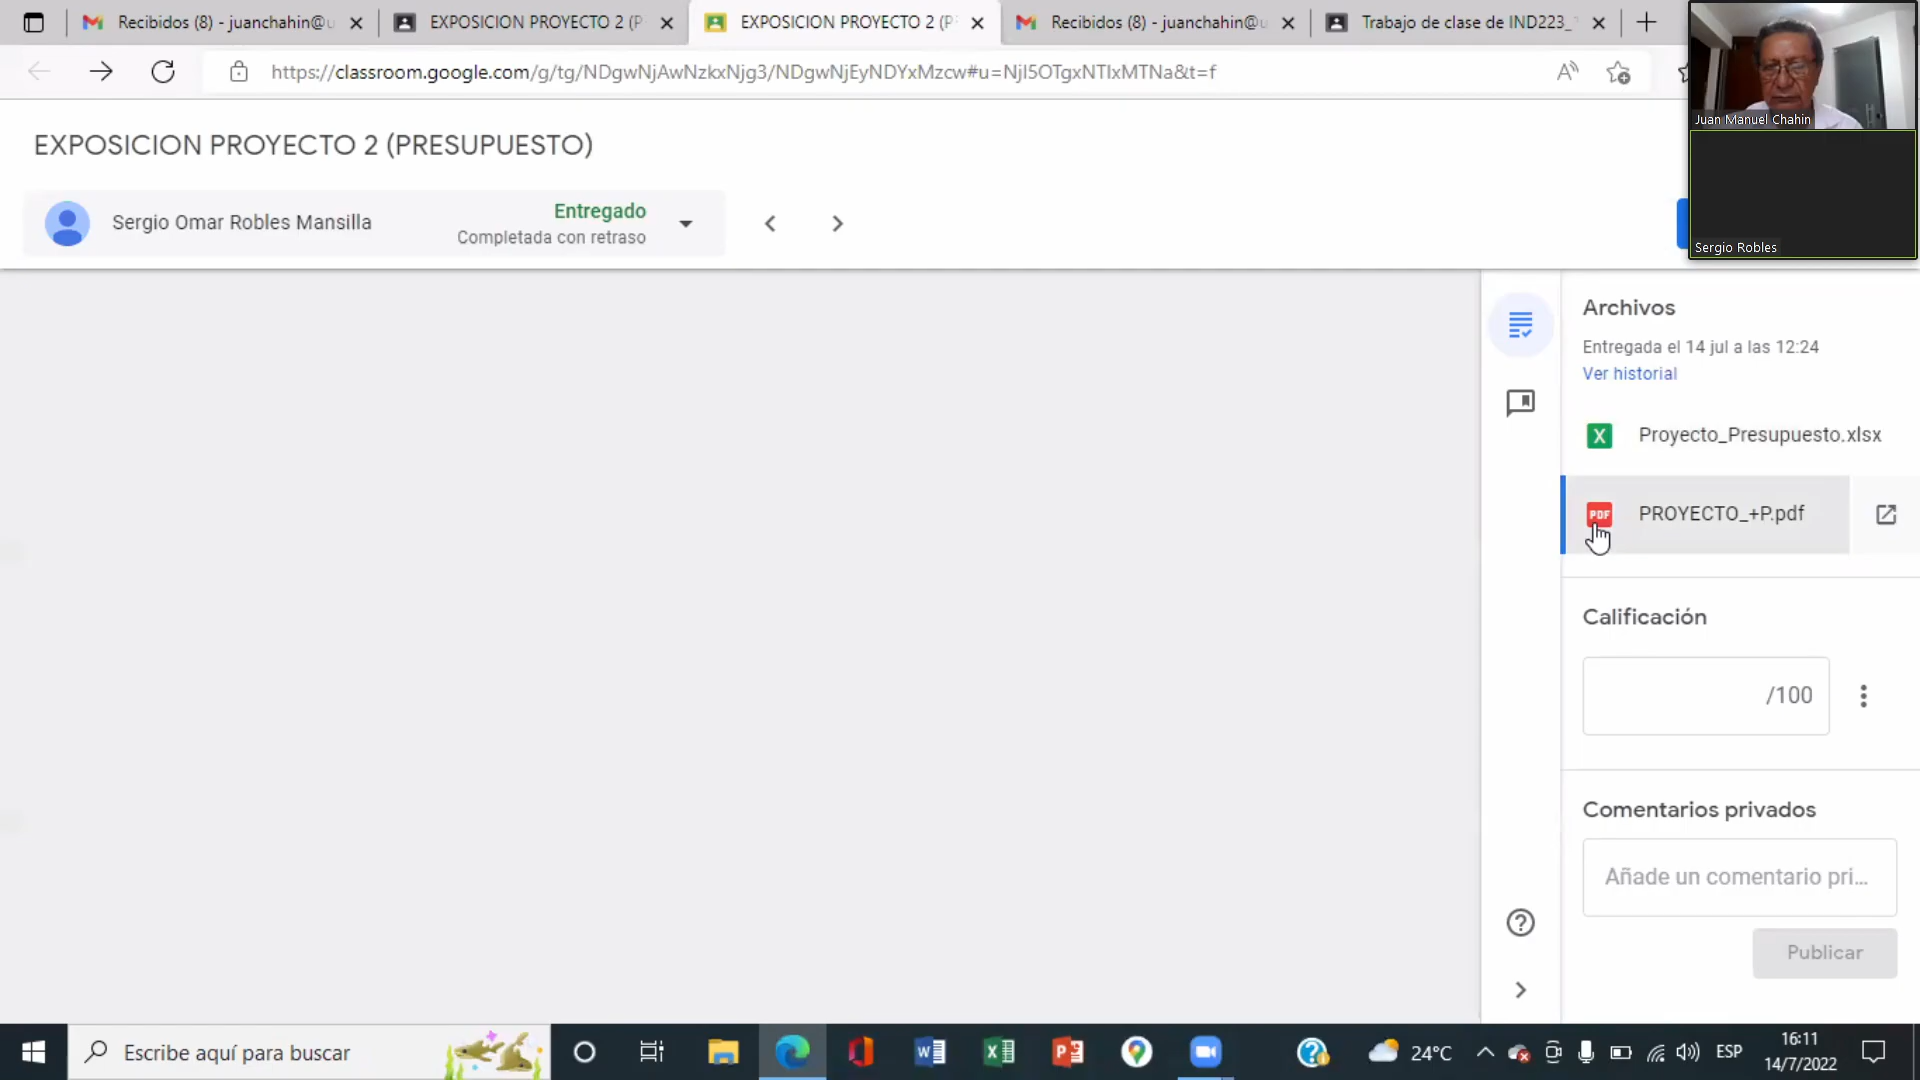 Recibidos (8) - juanchahin@u
EXPOSICION PROYECTO 2 (P
EXPOSICION PROYECTO 2 (P
Recibidos (8) - juanchahin@u
Trabajo de clase de IND223_
https://classroom.google.com/g/tg/NDgwNjAwNzkxNjg3/NDgwNjEyNDYxMzcw#u=NjI5OTgxNTIxMTNa&t=f
Juan Manuel Chahin
EXPOSICION PROYECTO 2 (PRESUPUESTO)
Sergio Omar Robles Mansilla
Entregado
Completada con retraso
Sergio Robles
Archivos
Entregada el 14 jul a las 12:24
Ver historial
X Proyecto_Presupuesto.xlsx
PDF PROYECTO_+P.pdf
Calificación
/100
Comentarios privados
Añade un comentario pri...
Publicar
Escribe aquí para buscar
24°C
ESP
16:11
14/7/2022